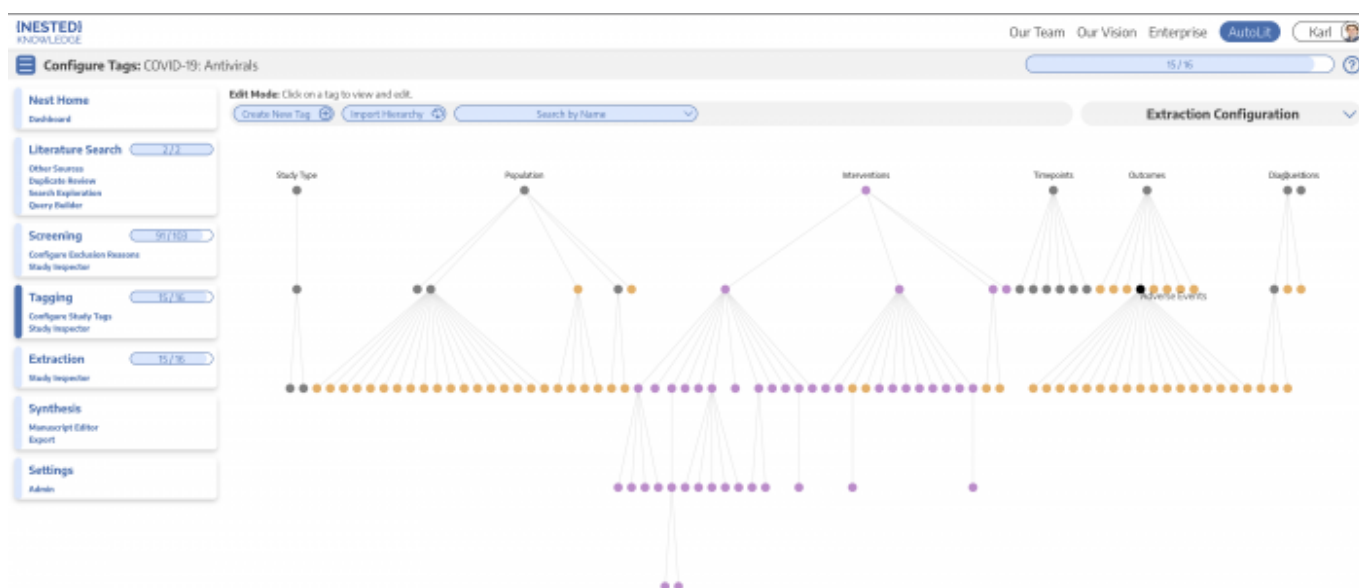 {NESTED}
KNOWLEDGE
Our Team Our Vision Enterprise AutoLit Karl
Configure Tags: COVID-19: Antivirals
15/16
Nest Home
Dashboard
Literature Search 2/2
Other Sources
Duplicate Review
Search Exploration
Query Builder
Screening 91/103
Configure Exclusion Reasons
Study Inspector
Tagging 15/16
Configure Study Tags
Study Inspector
Extraction 15/16
Study Inspector
Synthesis
Manuscript Editor
Export
Settings
Admin
Edit Mode: Click on a tag to view and edit.
Create New Tag Import Hierarchy Search by Name
Extraction Configuration
Study Type Population Interventions Timepoints Outcomes
Adverse Events